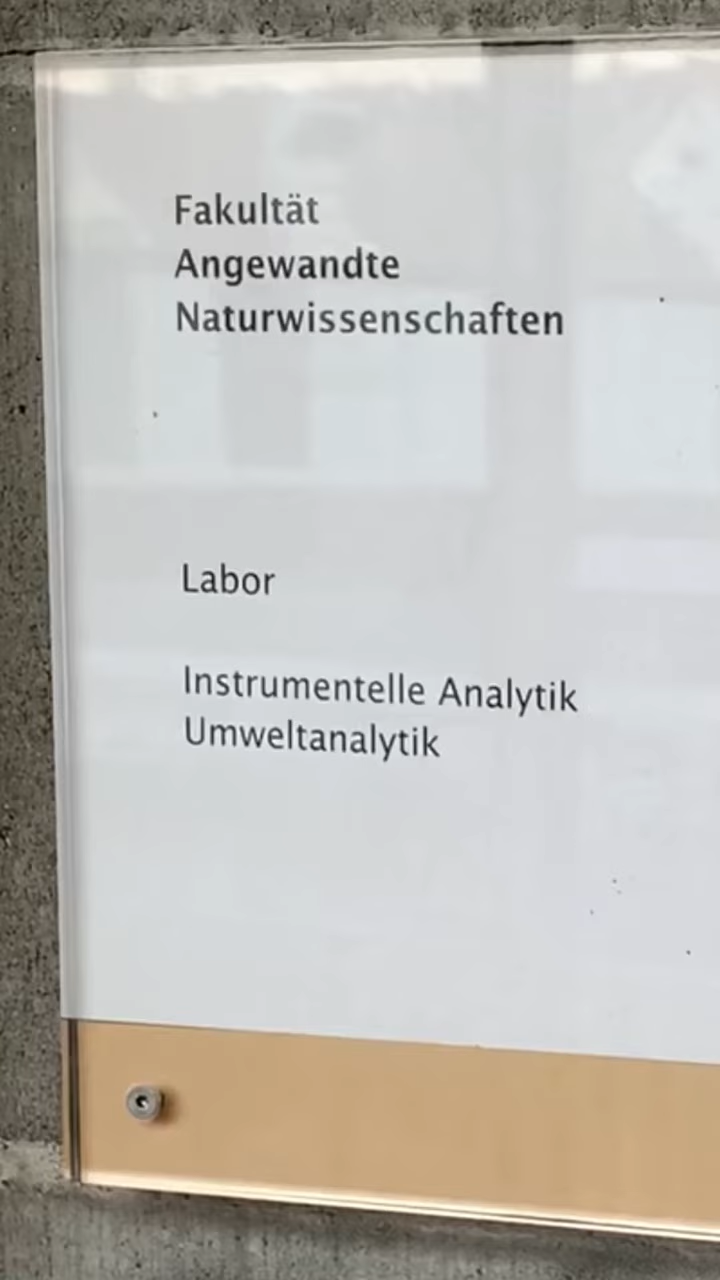 Fakultät
Angewandte
Naturwissenschaften
Labor
Instrumentelle Analytik
Umweltanalytik